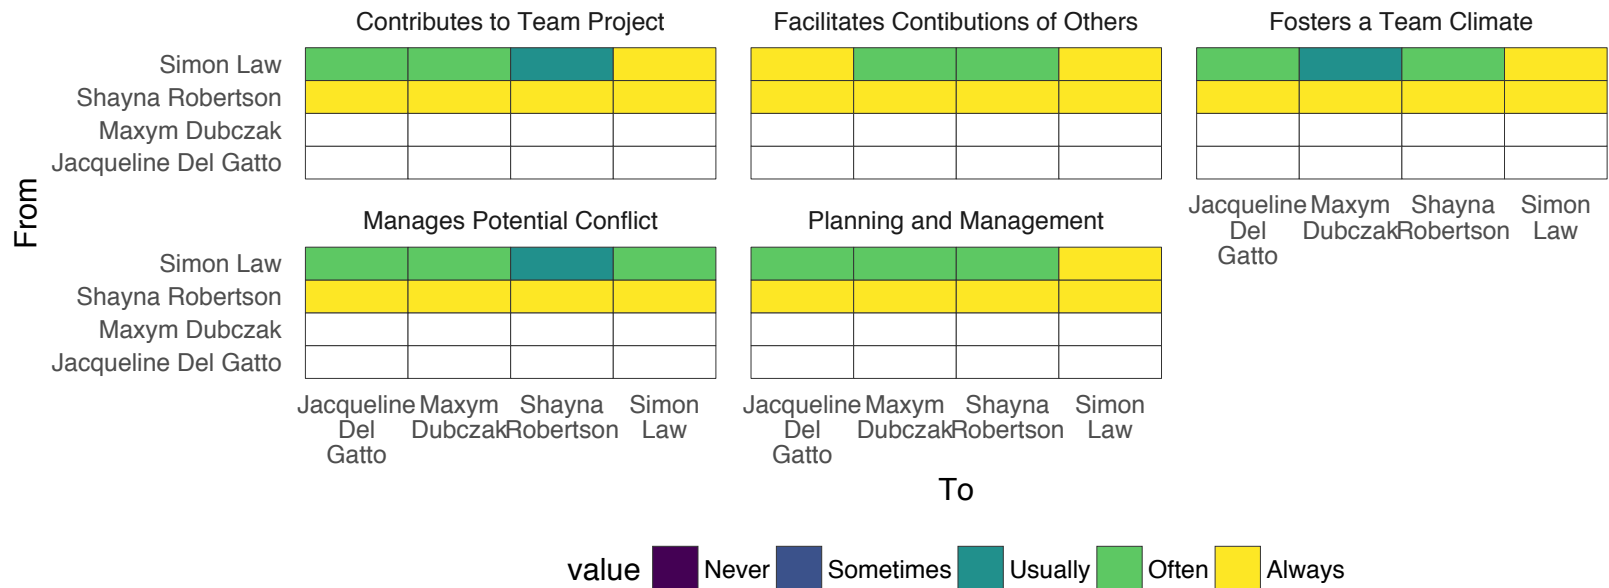 Contributes to Team Project
Facilitates Contibutions of Others
Fosters a Team Climate
Simon Law
Shayna Robertson
Maxym Dubczak
Jacqueline Del Gatto
Jacqueline Del Gatto
Maxym Dubczak
Shayna Robertson
Simon Law
From
Manages Potential Conflict
Planning and Management
Simon Law
Shayna Robertson
Maxym Dubczak
Jacqueline Del Gatto
Jacqueline Del Gatto
Maxym Dubczak
Shayna Robertson
Simon Law
Jacqueline Del Gatto
Maxym Dubczak
Shayna Robertson
Simon Law
To
value Never Sometimes Usually Often Always